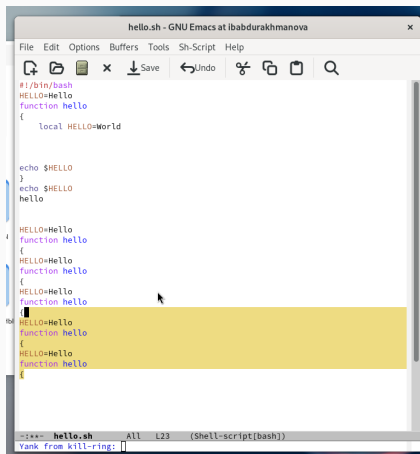 hello.sh - GNU Emacs at ibabdurakhmanova
File Edit Options Buffers Tools Sh-Script Help
Save Undo
#!/bin/bash
HELLO=Hello
function hello
{
    local HELLO=World
echo $HELLO
}
echo $HELLO
hello
HELLO=Hello
function hello
{
HELLO=Hello
function hello
{
HELLO=Hello
function hello
{
HELLO=Hello
function hello
{
HELLO=Hello
function hello
{
-:**- hello.sh All L23 (Shell-script[bash])
Yank from kill-ring: